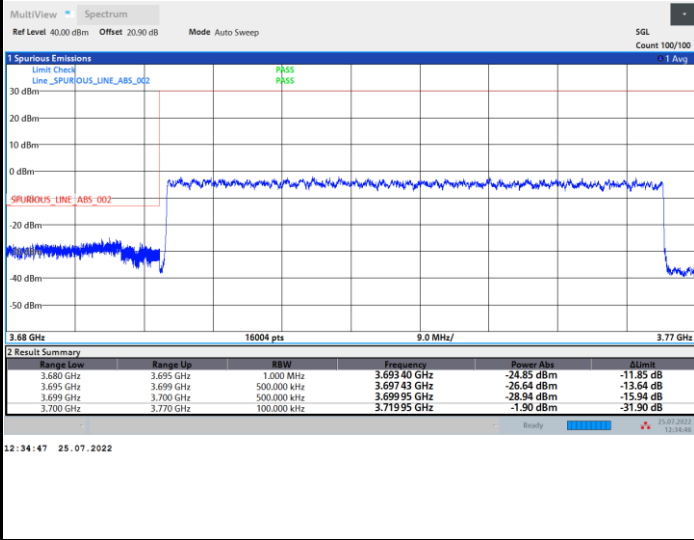 MultiView Spectrum
Ref Level 40.00 dBm Offset 20.90 dB Mode Auto Sweep SGL
Count 100/100
1 Spurious Emissions 1 Avg
Limit Check PASS
Line _SPURIOUS_LINE_ABS_002 PASS
30 dBm
20 dBm
10 dBm
0 dBm
_SPURIOUS_LINE_ABS_002
-20 dBm
-40 dBm
-50 dBm
3.68 GHz 16004 pts 9.0 MHz/ 3.77 GHz
2 Result Summary
Range Low Range Up RBW Frequency Power Abs ΔLimit
3.680 GHz 3.695 GHz 1.000 MHz 3.693 40 GHz -24.85 dBm -11.85 dB
3.695 GHz 3.699 GHz 500.000 kHz 3.697 43 GHz -26.64 dBm -13.64 dB
3.699 GHz 3.700 GHz 500.000 kHz 3.699 95 GHz -28.94 dBm -15.94 dB
3.700 GHz 3.770 GHz 100.000 kHz 3.719 95 GHz -1.90 dBm -31.90 dB
Ready 25.07.2022
12:34:46
12:34:47 25.07.2022